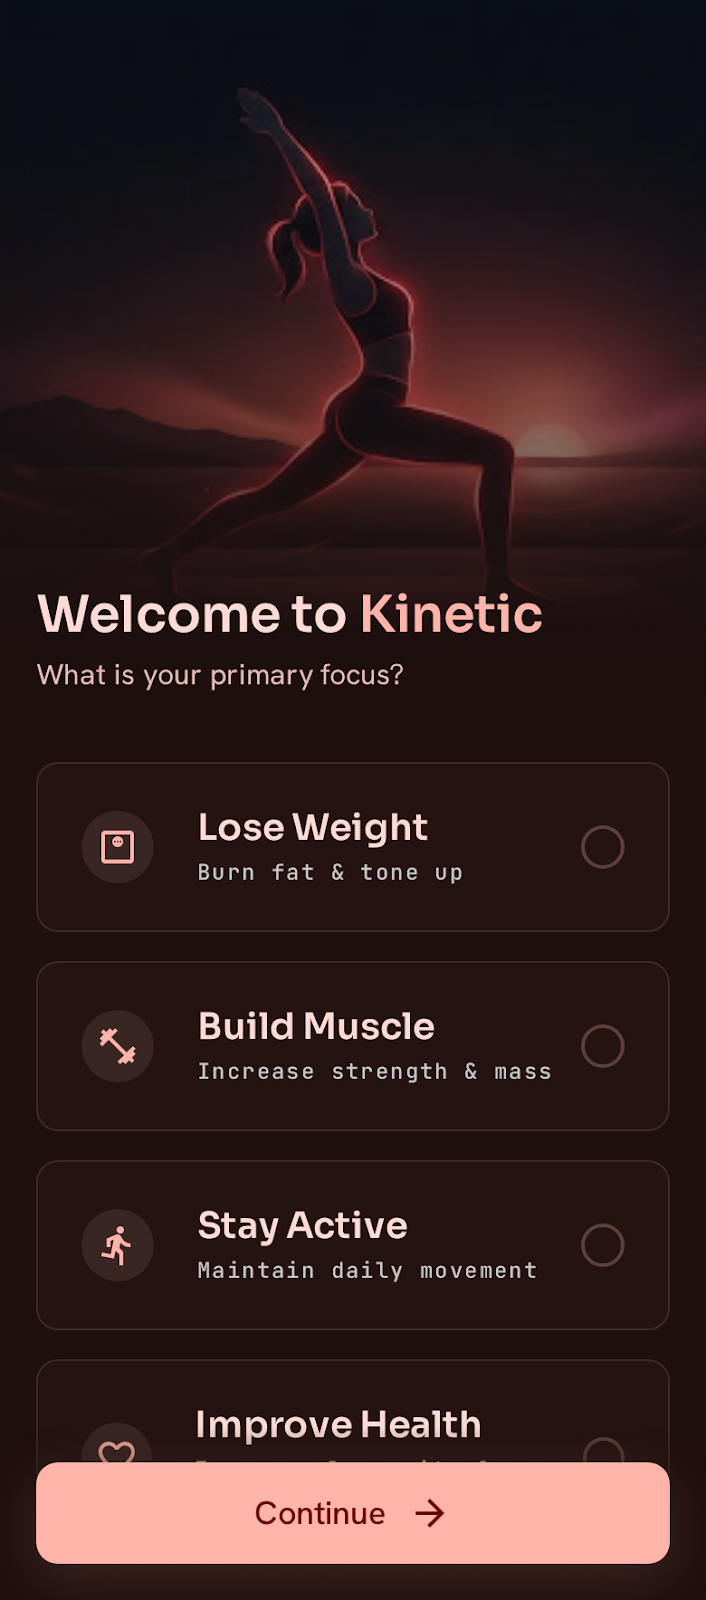 Welcome to Kinetic
What is your primary focus?
Lose Weight
Burn fat & tone up
Build Muscle
Increase strength & mass
Stay Active
Maintain daily movement
Improve Health
Continue